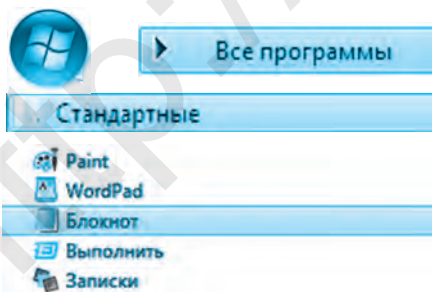 Все программы
Стандартные
Paint
WordPad
Блокнот
Выполнить
Записки